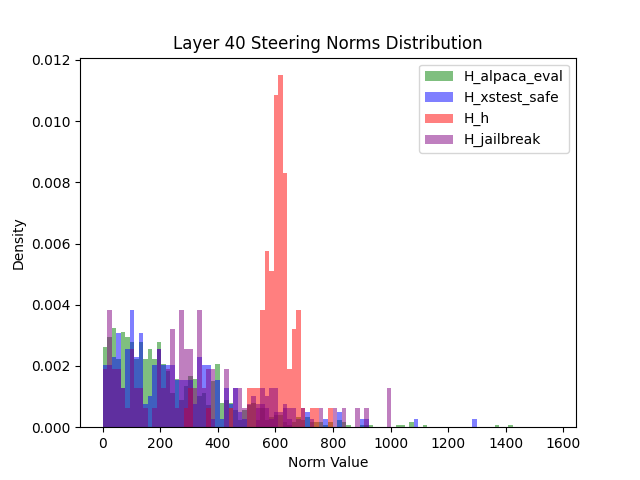 Layer 40 Steering Norms Distribution
H_alpaca_eval
H_xstest_safe
H_h
H_jailbreak
0.012
0.010
0.008
0.006
0.004
0.002
0.000
Density
0 200 400 600 800 1000 1200 1400 1600
Norm Value